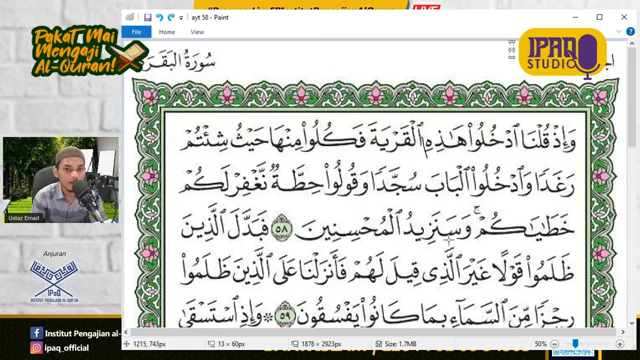 Pakat Mai
Mengaji
Al-Quran!
LIVE
ayt 58 - Paint
File
Home
View
IPAQ
STUDIO
سُورَةُ الْبَقَرَة
وَإِذْ قُلْنَا ادْخُلُوا هَٰذِهِ الْقَرْيَةَ فَكُلُوا مِنْهَا حَيْثُ شِئْتُمْ
رَغَدًا وَادْخُلُوا الْبَابَ سُجَّدًا وَقُولُوا حِطَّةٌ نَّغْفِرْ لَكُمْ
خَطَايَاكُمْ ۚ وَسَنَزِيدُ الْمُحْسِنِينَ ٥٨ فَبَدَّلَ الَّذِينَ
ظَلَمُوا قَوْلًا غَيْرَ الَّذِي قِيلَ لَهُمْ فَأَنزَلْنَا عَلَى الَّذِينَ ظَلَمُوا
رِجْزًا مِّنَ السَّمَاءِ بِمَا كَانُوا يَفْسُقُونَ ٥٩ ۞ وَإِذِ اسْتَسْقَىٰ
Ustaz Emad
Anjuran
IPaQ
Institut Pengajian al-
ipaq_official
1215, 743px
13 × 60px
1878 × 2923px
Size: 1.7MB
50%